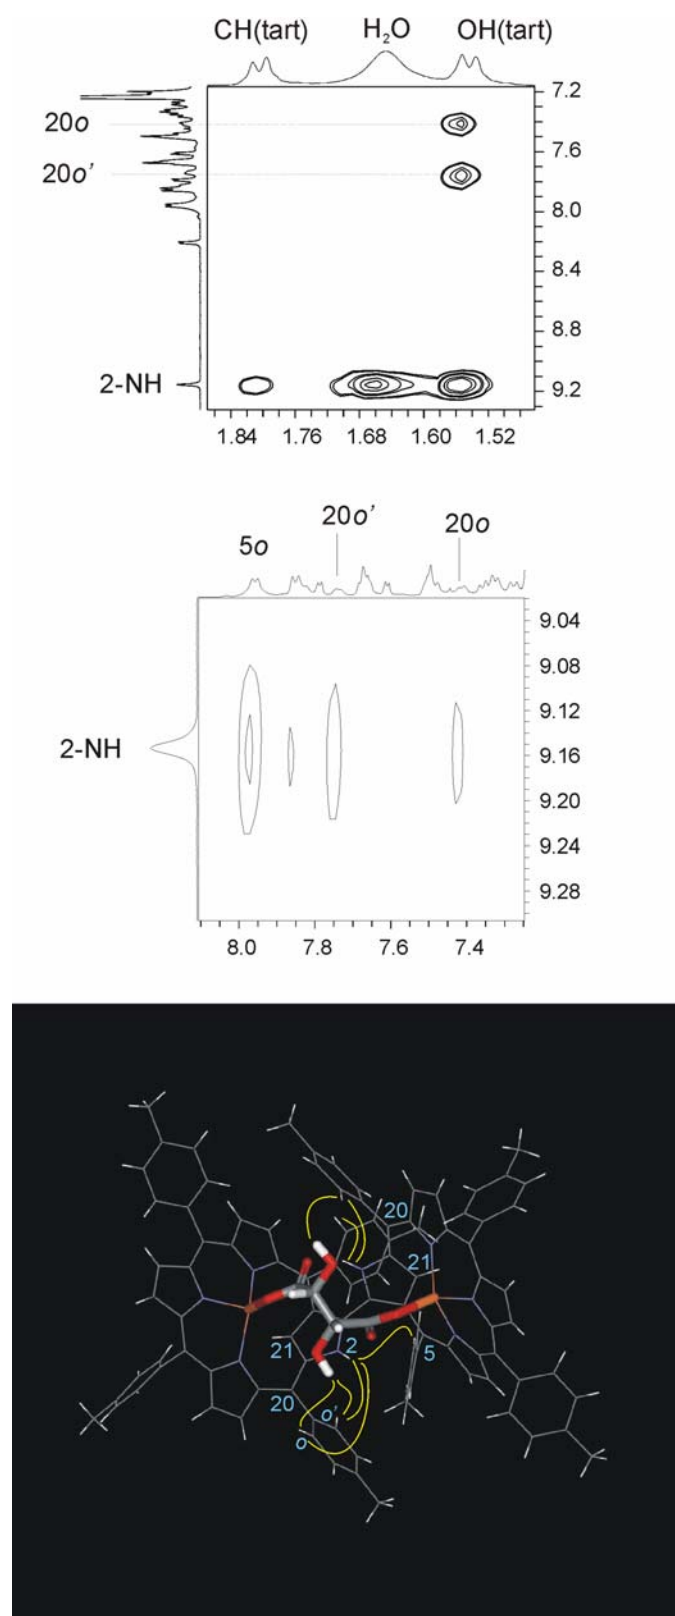 CH(tart) H₂O OH(tart)
7.2
20o
7.6
20o'
8.0
8.4
8.8
2-NH
9.2
1.84 1.76 1.68 1.60 1.52
20o' 20o
5o
9.04
9.08
9.12
2-NH
9.16
9.20
9.24
9.28
8.0 7.8 7.6 7.4
20
21
21 2 5
20
o'
o